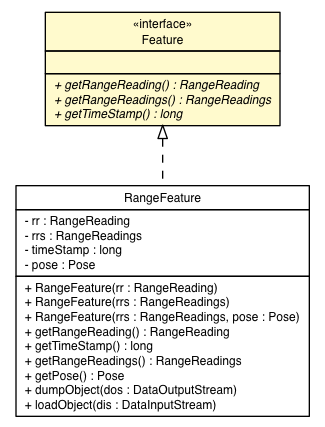 «interface»
Feature
+ getRangeReading() : RangeReading
+ getRangeReadings() : RangeReadings
+ getTimeStamp() : long
RangeFeature
- rr : RangeReading
- rrs : RangeReadings
- timeStamp : long
- pose : Pose
+ RangeFeature(rr : RangeReading)
+ RangeFeature(rrs : RangeReadings)
+ RangeFeature(rrs : RangeReadings, pose : Pose)
+ getRangeReading() : RangeReading
+ getTimeStamp() : long
+ getRangeReadings() : RangeReadings
+ getPose() : Pose
+ dumpObject(dos : DataOutputStream)
+ loadObject(dis : DataInputStream)